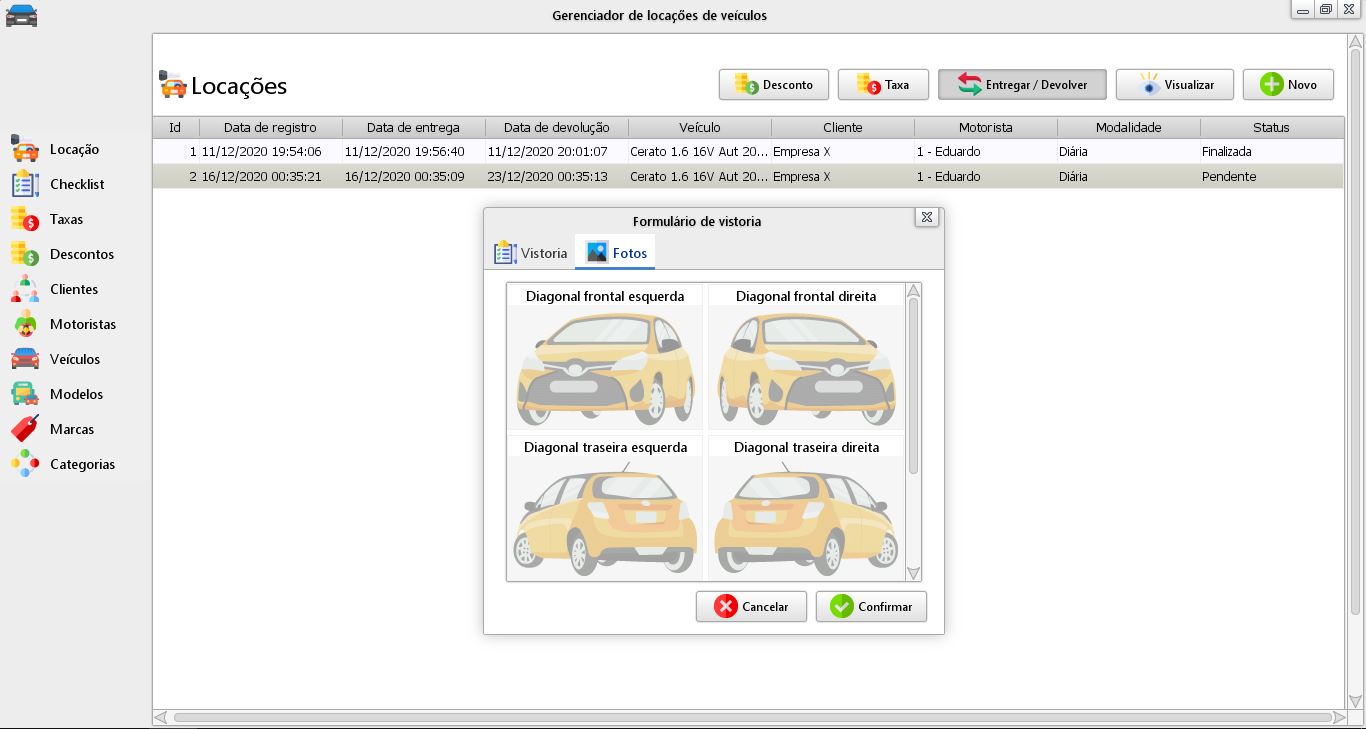 Gerenciador de locações de veículos
Locações
Desconto
Taxa
Entregar / Devolver
Visualizar
Novo
Locação
Checklist
Taxas
Descontos
Clientes
Motoristas
Veículos
Modelos
Marcas
Categorias
Id Data de registro Data de entrega Data de devolução Veículo Cliente Motorista Modalidade Status
1 11/12/2020 19:54:06 11/12/2020 19:56:40 11/12/2020 20:01:07 Cerato 1.6 16V Aut 20... Empresa X 1 - Eduardo Diária Finalizada
2 16/12/2020 00:35:21 16/12/2020 00:35:09 23/12/2020 00:35:13 Cerato 1.6 16V Aut 20... Empresa X 1 - Eduardo Diária Pendente
Formulário de vistoria
Vistoria Fotos
Diagonal frontal esquerda Diagonal frontal direita
Diagonal traseira esquerda Diagonal traseira direita
Cancelar Confirmar